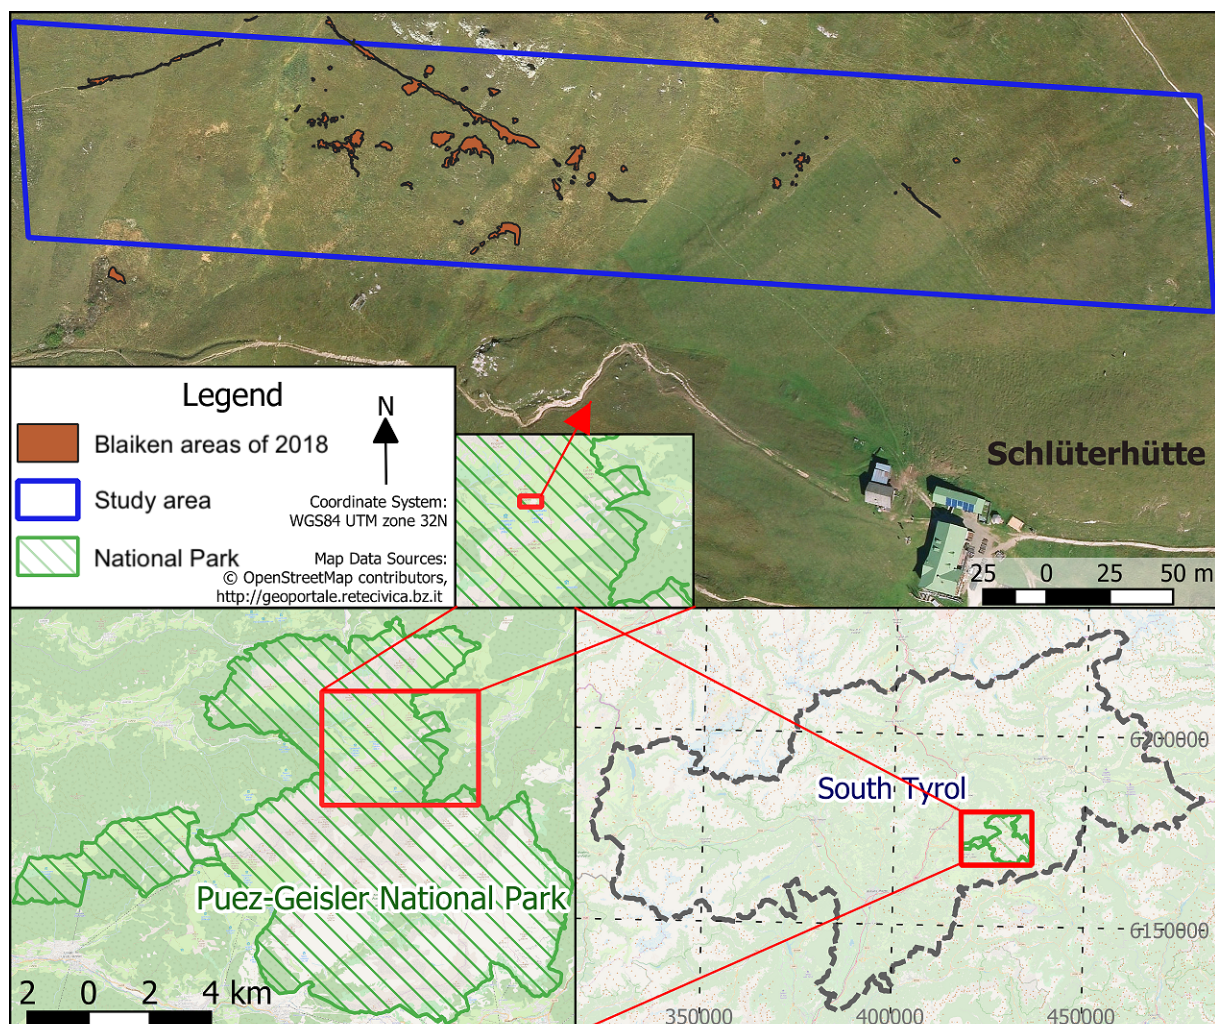 Legend
N
Blaiken areas of 2018
Study area
National Park
Coordinate System:
WGS84 UTM zone 32N
Map Data Sources:
© OpenStreetMap contributors,
http://geoportale.retecivica.bz.it
Schlüterhütte
25 0 25 50 m
Puez-Geisler National Park
2 0 2 4 km
South Tyrol
6200000
6150000
350000 400000 450000